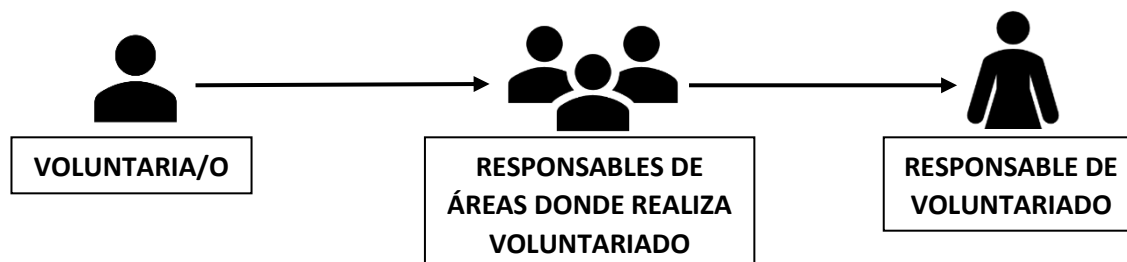 VOLUNTARIA/O
RESPONSABLES DE
ÁREAS DONDE REALIZA
VOLUNTARIADO
RESPONSABLE DE
VOLUNTARIADO